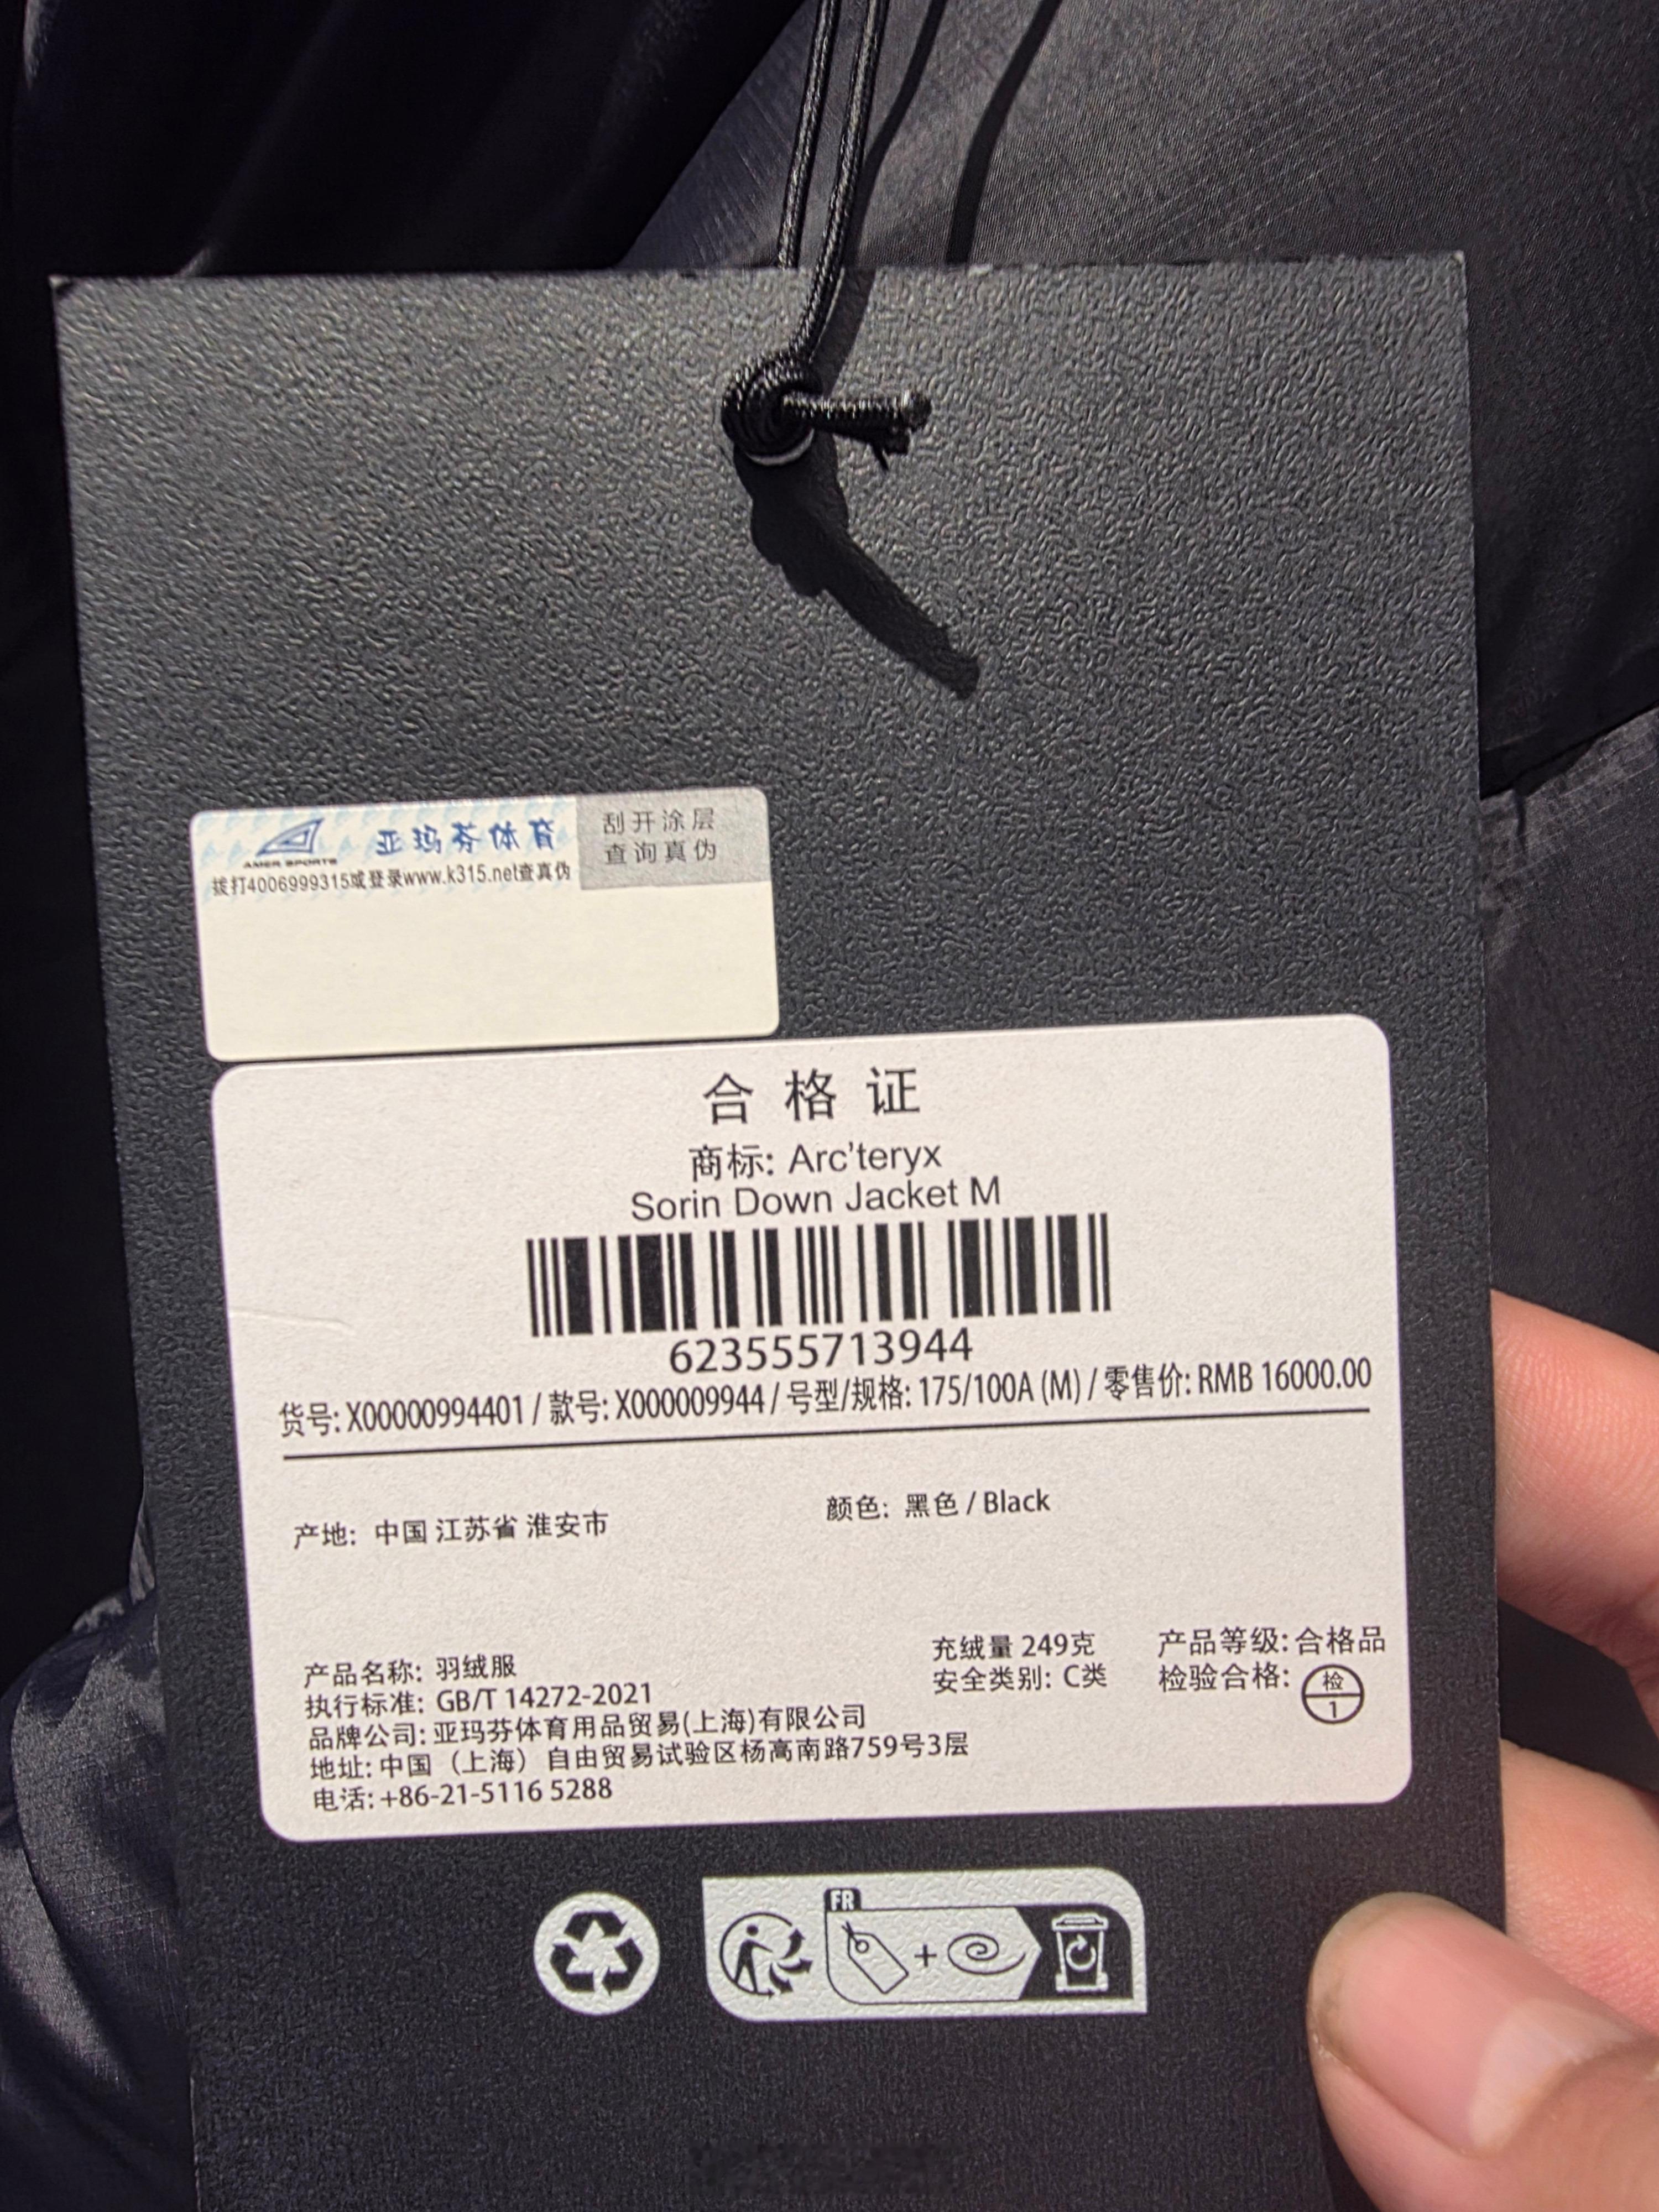 AMER SPORTS
亚玛芬体育
刮开涂层
查询真伪
拨打4006999315或登录www.k315.net查真伪
合格证
商标: Arc'teryx
Sorin Down Jacket M
623555713944
货号: X00000994401 / 款号: X000009944 / 号型/规格: 175/100A (M) / 零售价: RMB 16000.00
产地: 中国 江苏省 淮安市
颜色: 黑色 / Black
产品名称: 羽绒服
执行标准: GB/T 14272-2021
品牌公司: 亚玛芬体育用品贸易(上海)有限公司
地址: 中国（上海）自由贸易试验区杨高南路759号3层
电话: +86-21-5116 5288
充绒量 249克
安全类别: C类
产品等级: 合格品
检验合格: 检
1
FR